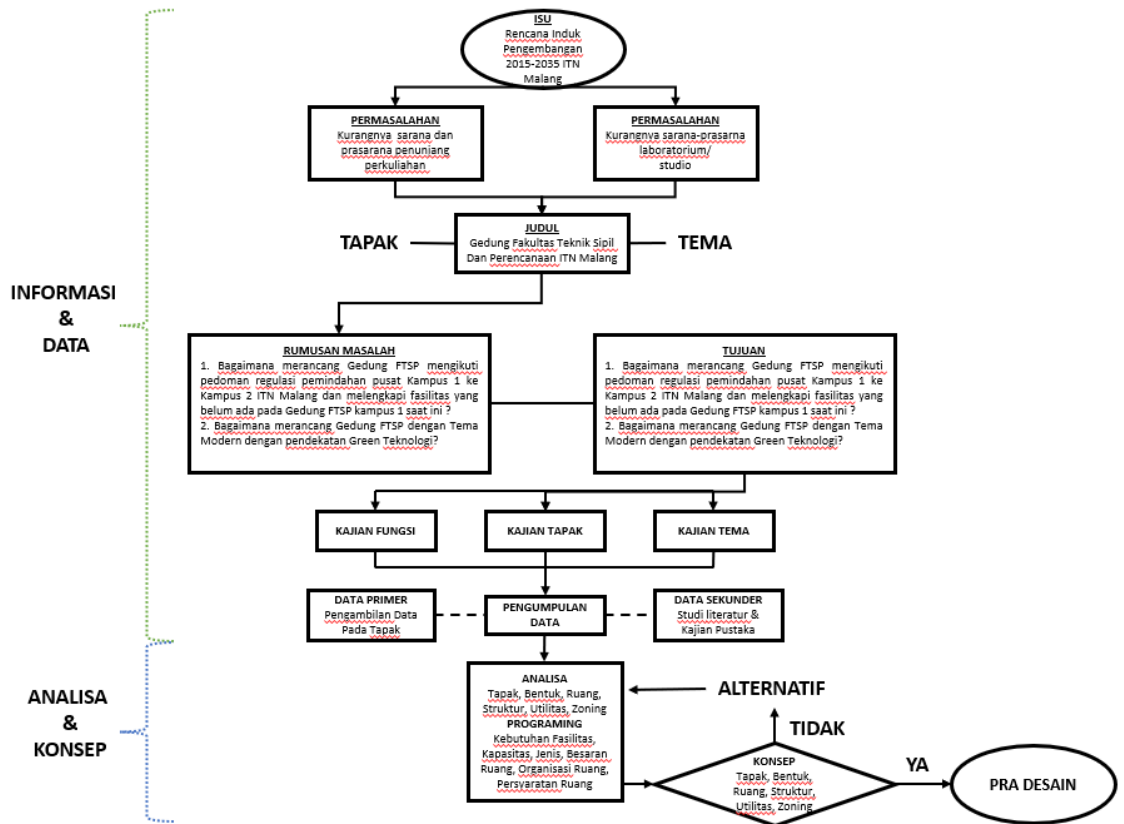 ISU
Rencana Induk
Pengembangan
2015-2035 ITN
Malang
PERMASALAHAN
Kurangnya sarana dan
prasarana penunjang
perkuliahan
PERMASALAHAN
Kurangnya sarana-prasarna
laboratorium/
studio
TAPAK
JUDUL
Gedung Fakultas Teknik Sipil
Dan Perencanaan ITN Malang
TEMA
INFORMASI
&
DATA
RUMUSAN MASALAH
1. Bagaimana merancang Gedung FTSP mengikuti
pedoman regulasi pemindahan pusat Kampus 1 ke
Kampus 2 ITN Malang dan melengkapi fasilitas yang
belum ada pada Gedung FTSP kampus 1 saat ini ?
2. Bagaimana merancang Gedung FTSP dengan Tema
Modern dengan pendekatan Green Teknologi?
TUJUAN
1. Bagaimana merancang Gedung FTSP mengikuti
pedoman regulasi pemindahan pusat Kampus 1 ke
Kampus 2 ITN Malang dan melengkapi fasilitas yang
belum ada pada Gedung FTSP kampus 1 saat ini ?
2. Bagaimana merancang Gedung FTSP dengan Tema
Modern dengan pendekatan Green Teknologi?
KAJIAN FUNGSI
KAJIAN TAPAK
KAJIAN TEMA
DATA PRIMER
Pengambilan Data
Pada Tapak
PENGUMPULAN
DATA
DATA SEKUNDER
Studi literatur &
Kajian Pustaka
ANALISA
&
KONSEP
ANALISA
Tapak, Bentuk, Ruang,
Struktur, Utilitas, Zoning
PROGRAMING
Kebutuhan Fasilitas,
Kapasitas, Jenis, Besaran
Ruang, Organisasi Ruang,
Persyaratan Ruang
ALTERNATIF
TIDAK
KONSEP
Tapak, Bentuk,
Ruang, Struktur,
Utilitas, Zoning
YA
PRA DESAIN